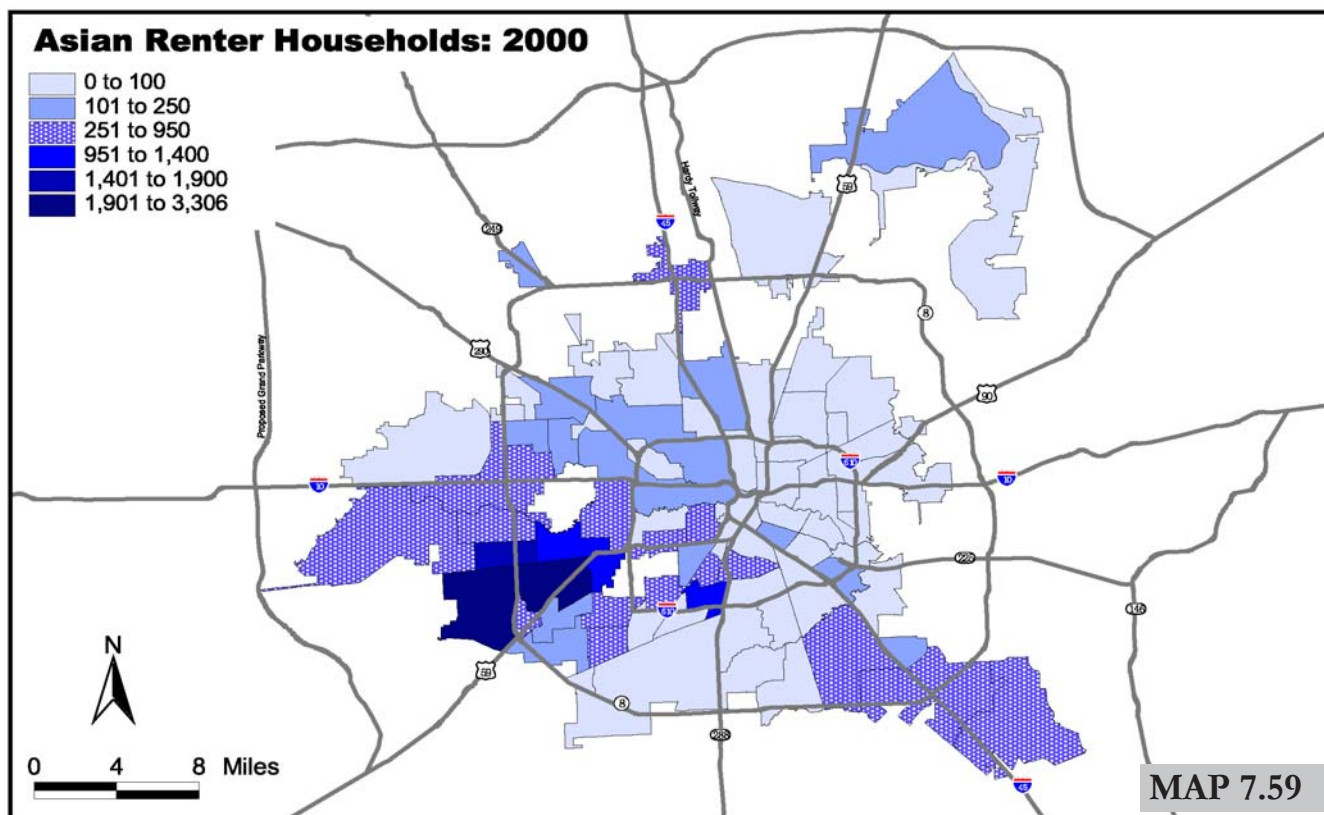 Asian Renter Households: 2000
0 to 100
101 to 250
251 to 950
951 to 1,400
1,401 to 1,900
1,901 to 3,306
Hardy Tollway
59
45
249
8
Proposed Grand Parkway
290
90
610
10
10
225
146
610
N
59
8
288
0 4 8 Miles
45
MAP 7.59